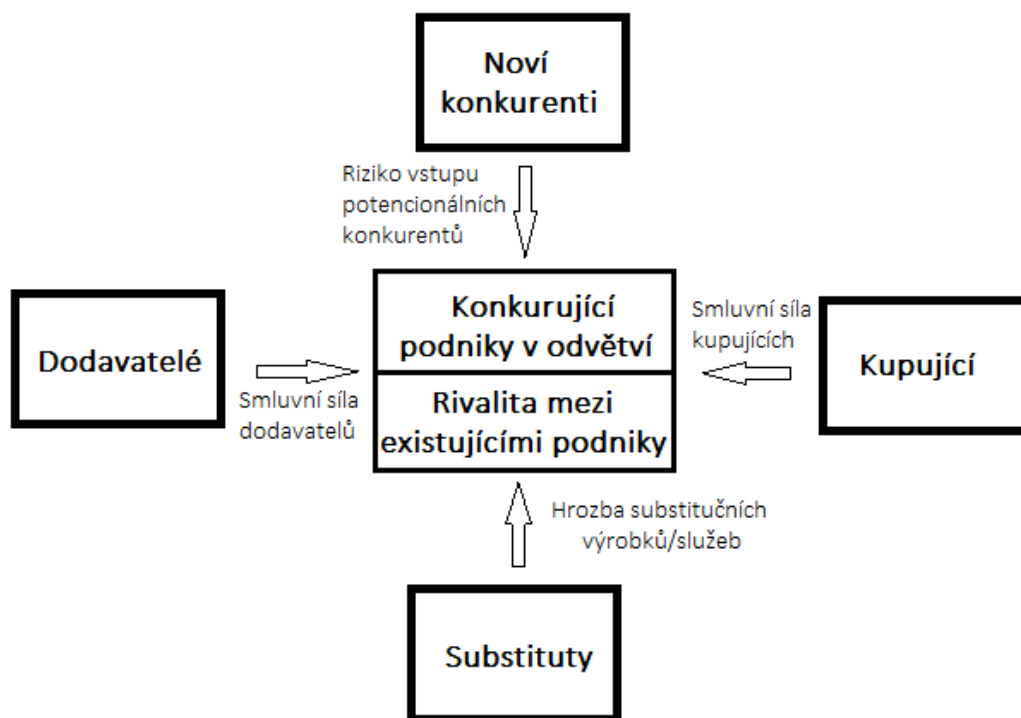 Noví
konkurenti
Riziko vstupu
potencionálních
konkurentů
Konkurující
podniky v odvětví
Rivalita mezi
existujícími podniky
Dodavatelé
Smluvní síla
dodavatelů
Smluvní síla
kupujících
Kupující
Hrozba substitučních
výrobků/služeb
Substituty